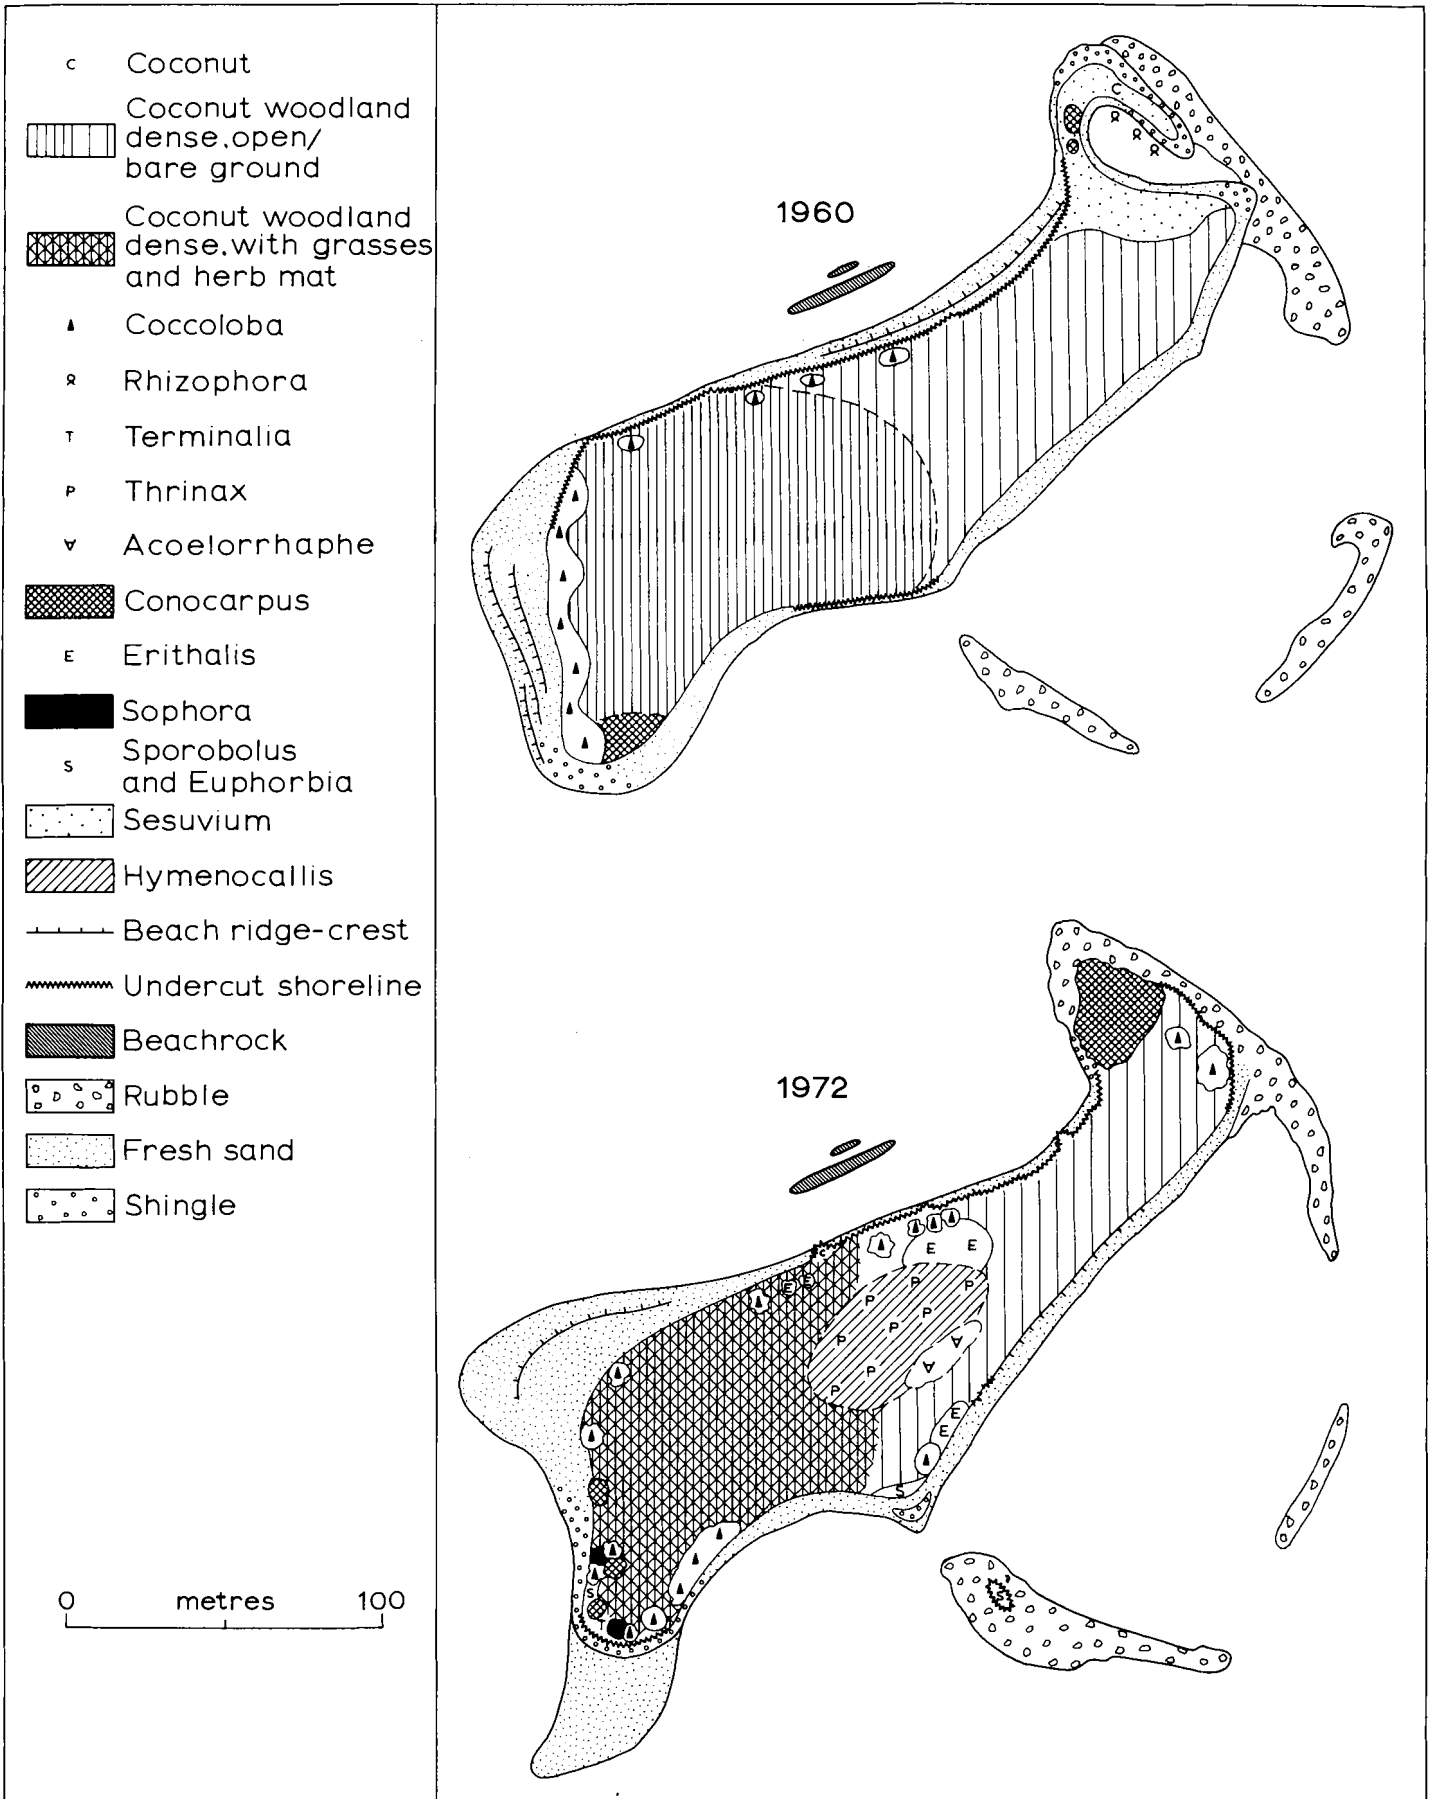 C Coconut
Coconut woodland
dense,open/
bare ground
Coconut woodland
dense,with grasses
and herb mat
Coccoloba
Rhizophora
T Terminalia
P Thrinax
Acoelorrhaphe
Conocarpus
E Erithalis
Sophora
Sporobolus
S
and Euphorbia
Sesuvium
Hymenocallis
Beach ridge-crest
Undercut shoreline
Beachrock
Rubble
Fresh sand
Shingle
0 metres 100
1960
C
1972
C
E E
E E
P P
P
P
P
P
P
P
E
E
S
S
T
S